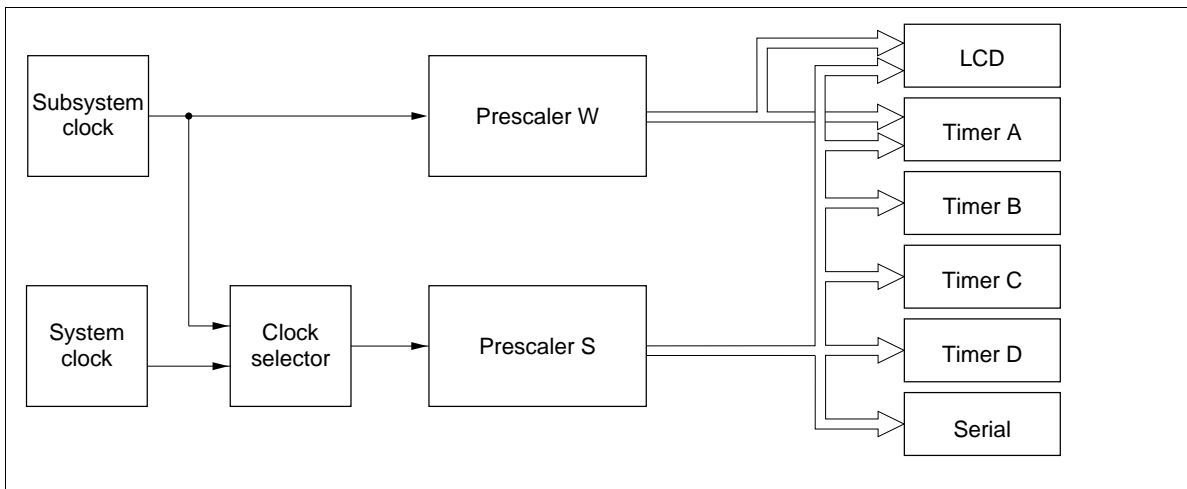 Subsystem
clock
Prescaler W
LCD
Timer A
Timer B
Timer C
System
clock
Clock
selector
Prescaler S
Timer D
Serial